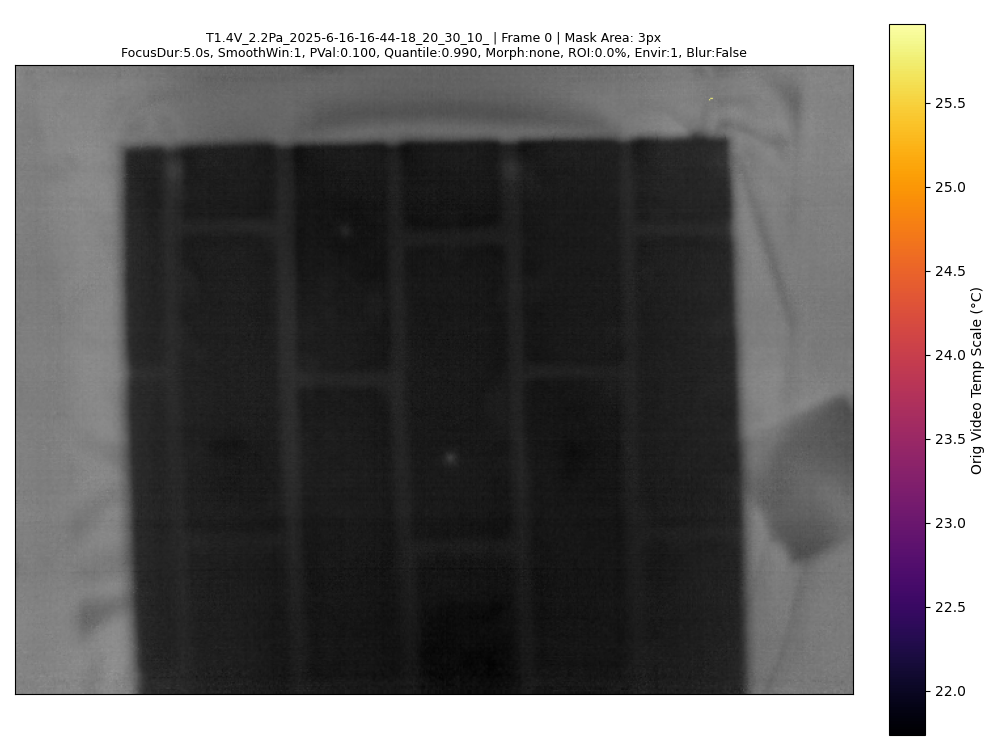 T1.4V_2.2Pa_2025-6-16-16-44-18_20_30_10_ | Frame 0 | Mask Area: 3px
FocusDur:5.0s, SmoothWin:1, PVal:0.100, Quantile:0.990, Morph:none, ROI:0.0%, Envir:1, Blur:False
25.5
25.0
24.5
24.0
23.5
23.0
22.5
22.0
Orig Video Temp Scale (°C)